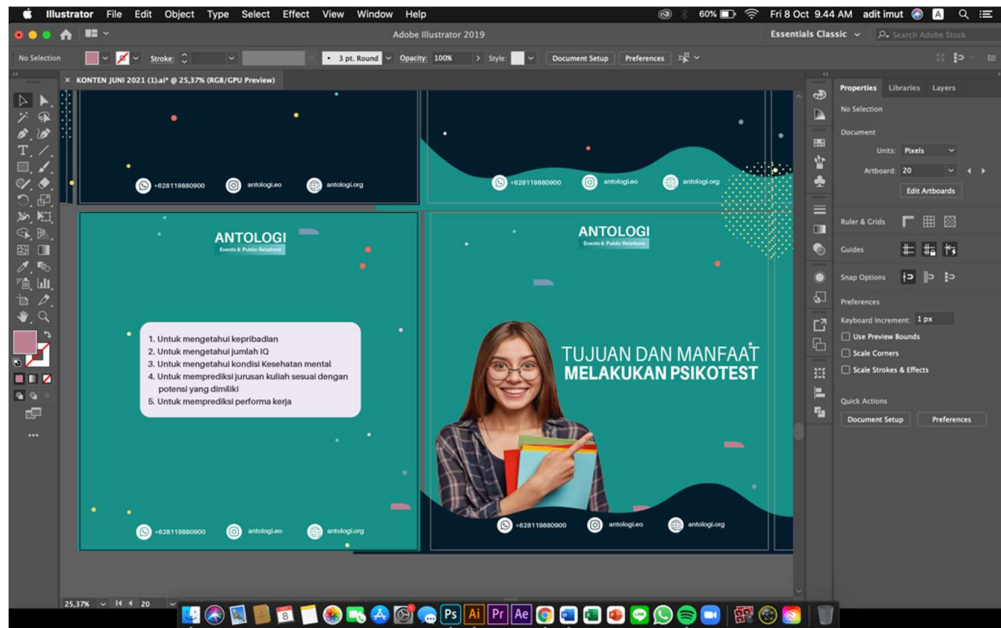 Illustrator File Edit Object Type Select Effect View Window Help
60% Fri 8 Oct 9.44 AM adit imut A
Adobe Illustrator 2019
Essentials Classic
Search Adobe Stock
No Selection
Stroke:
3 pt. Round
Opacity: 100%
Style:
Document Setup
Preferences
× KONTEN JUNI 2021 (1).ai* @ 25,37% (RGB/GPU Preview)
+628119880900 antologi.eo antologi.org
+628119880900 antologi.eo antologi.org
ANTOLOGI
Events & Public Relations
1. Untuk mengetahui kepribadian
2. Untuk mengetahui jumlah IQ
3. Untuk mengetahui kondisi Kesehatan mental
4. Untuk memprediksi jurusan kuliah sesuai dengan
potensi yang dimiliki
5. Untuk memprediksi performa kerja
+628119880900 antologi.eo antologi.org
ANTOLOGI
Events & Public Relations
TUJUAN DAN MANFAAT
MELAKUKAN PSIKOTEST
+628119880900 antologi.eo antologi.org
Properties Libraries Layers
No Selection
Document
Units: Pixels
Artboard: 20
Edit Artboards
Ruler & Grids
Guides
Snap Options
Preferences
Keyboard Increment: 1 px
Use Preview Bounds
Scale Corners
Scale Strokes & Effects
Quick Actions
Document Setup Preferences
25,37% 20
8
Ps Ai Pr Ae